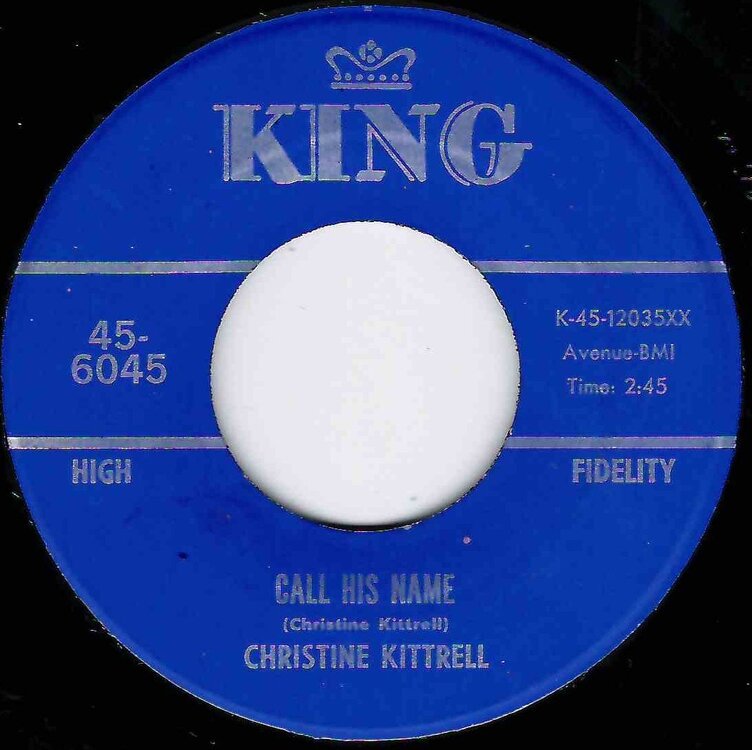 KING
45-
6045
K-45-12035XX
Avenue-BMI
Time: 2:45
HIGH
FIDELITY
CALL HIS NAME
(Christine Kittrell)
CHRISTINE KITTRELL